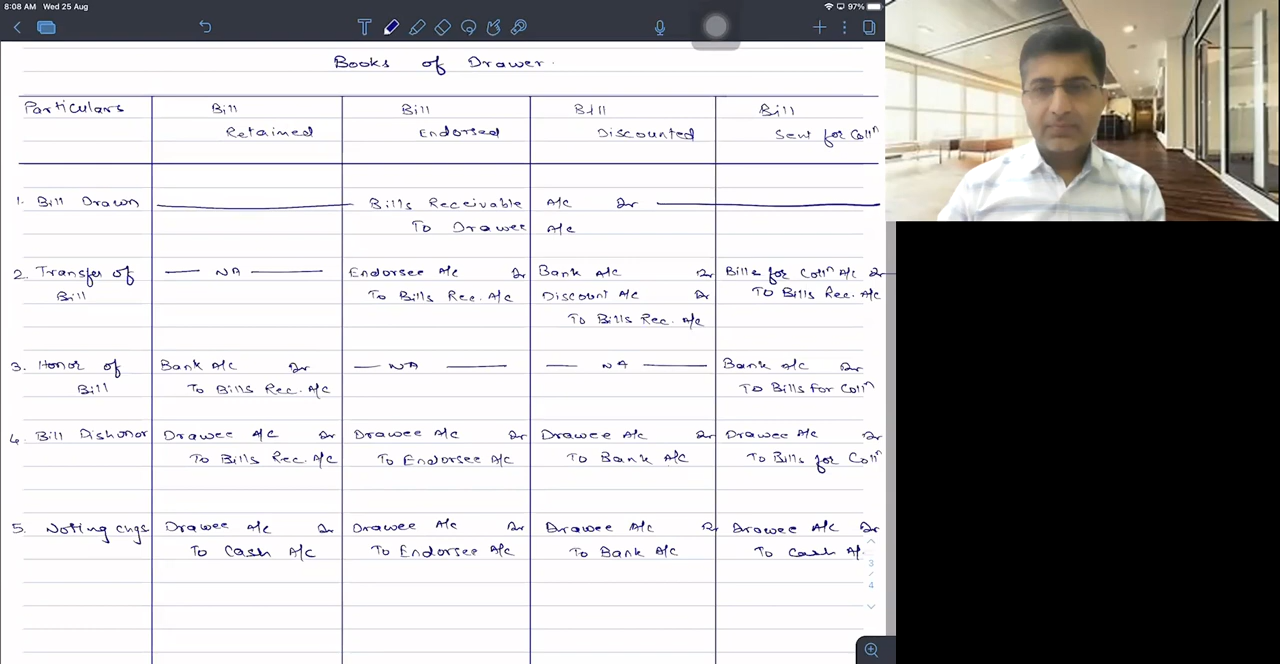 8:08 AM Wed 25 Aug
97%
Books of Drawer.
Particulars Bill Bill Bill Bill
Retained Endorsed Discounted Sent for Collⁿ
1. Bill Drawn Bills Receivable A/c Dr
To Drawee A/c
2. Transfer of NA Endorsee A/c Dr Bank A/c Dr Bills for Collⁿ A/c Dr
Bill To Bills Rec. A/c Discount A/c Dr To Bills Rec. A/c
To Bills Rec. A/c
3. Honor of Bank A/c Dr NA NA Bank A/c Dr
Bill To Bills Rec. A/c To Bills for Collⁿ
4. Bill Dishonor Drawee A/c Dr Drawee A/c Dr Drawee A/c Dr Drawee A/c Dr
To Bills Rec. A/c To Endorsee A/c To Bank A/c To Bills for Collⁿ
5. Noting chgs Drawee A/c Dr Drawee A/c Dr Drawee A/c Dr Drawee A/c Dr
To Cash A/c To Endorsee A/c To Bank A/c To Cash A/
3
/
4